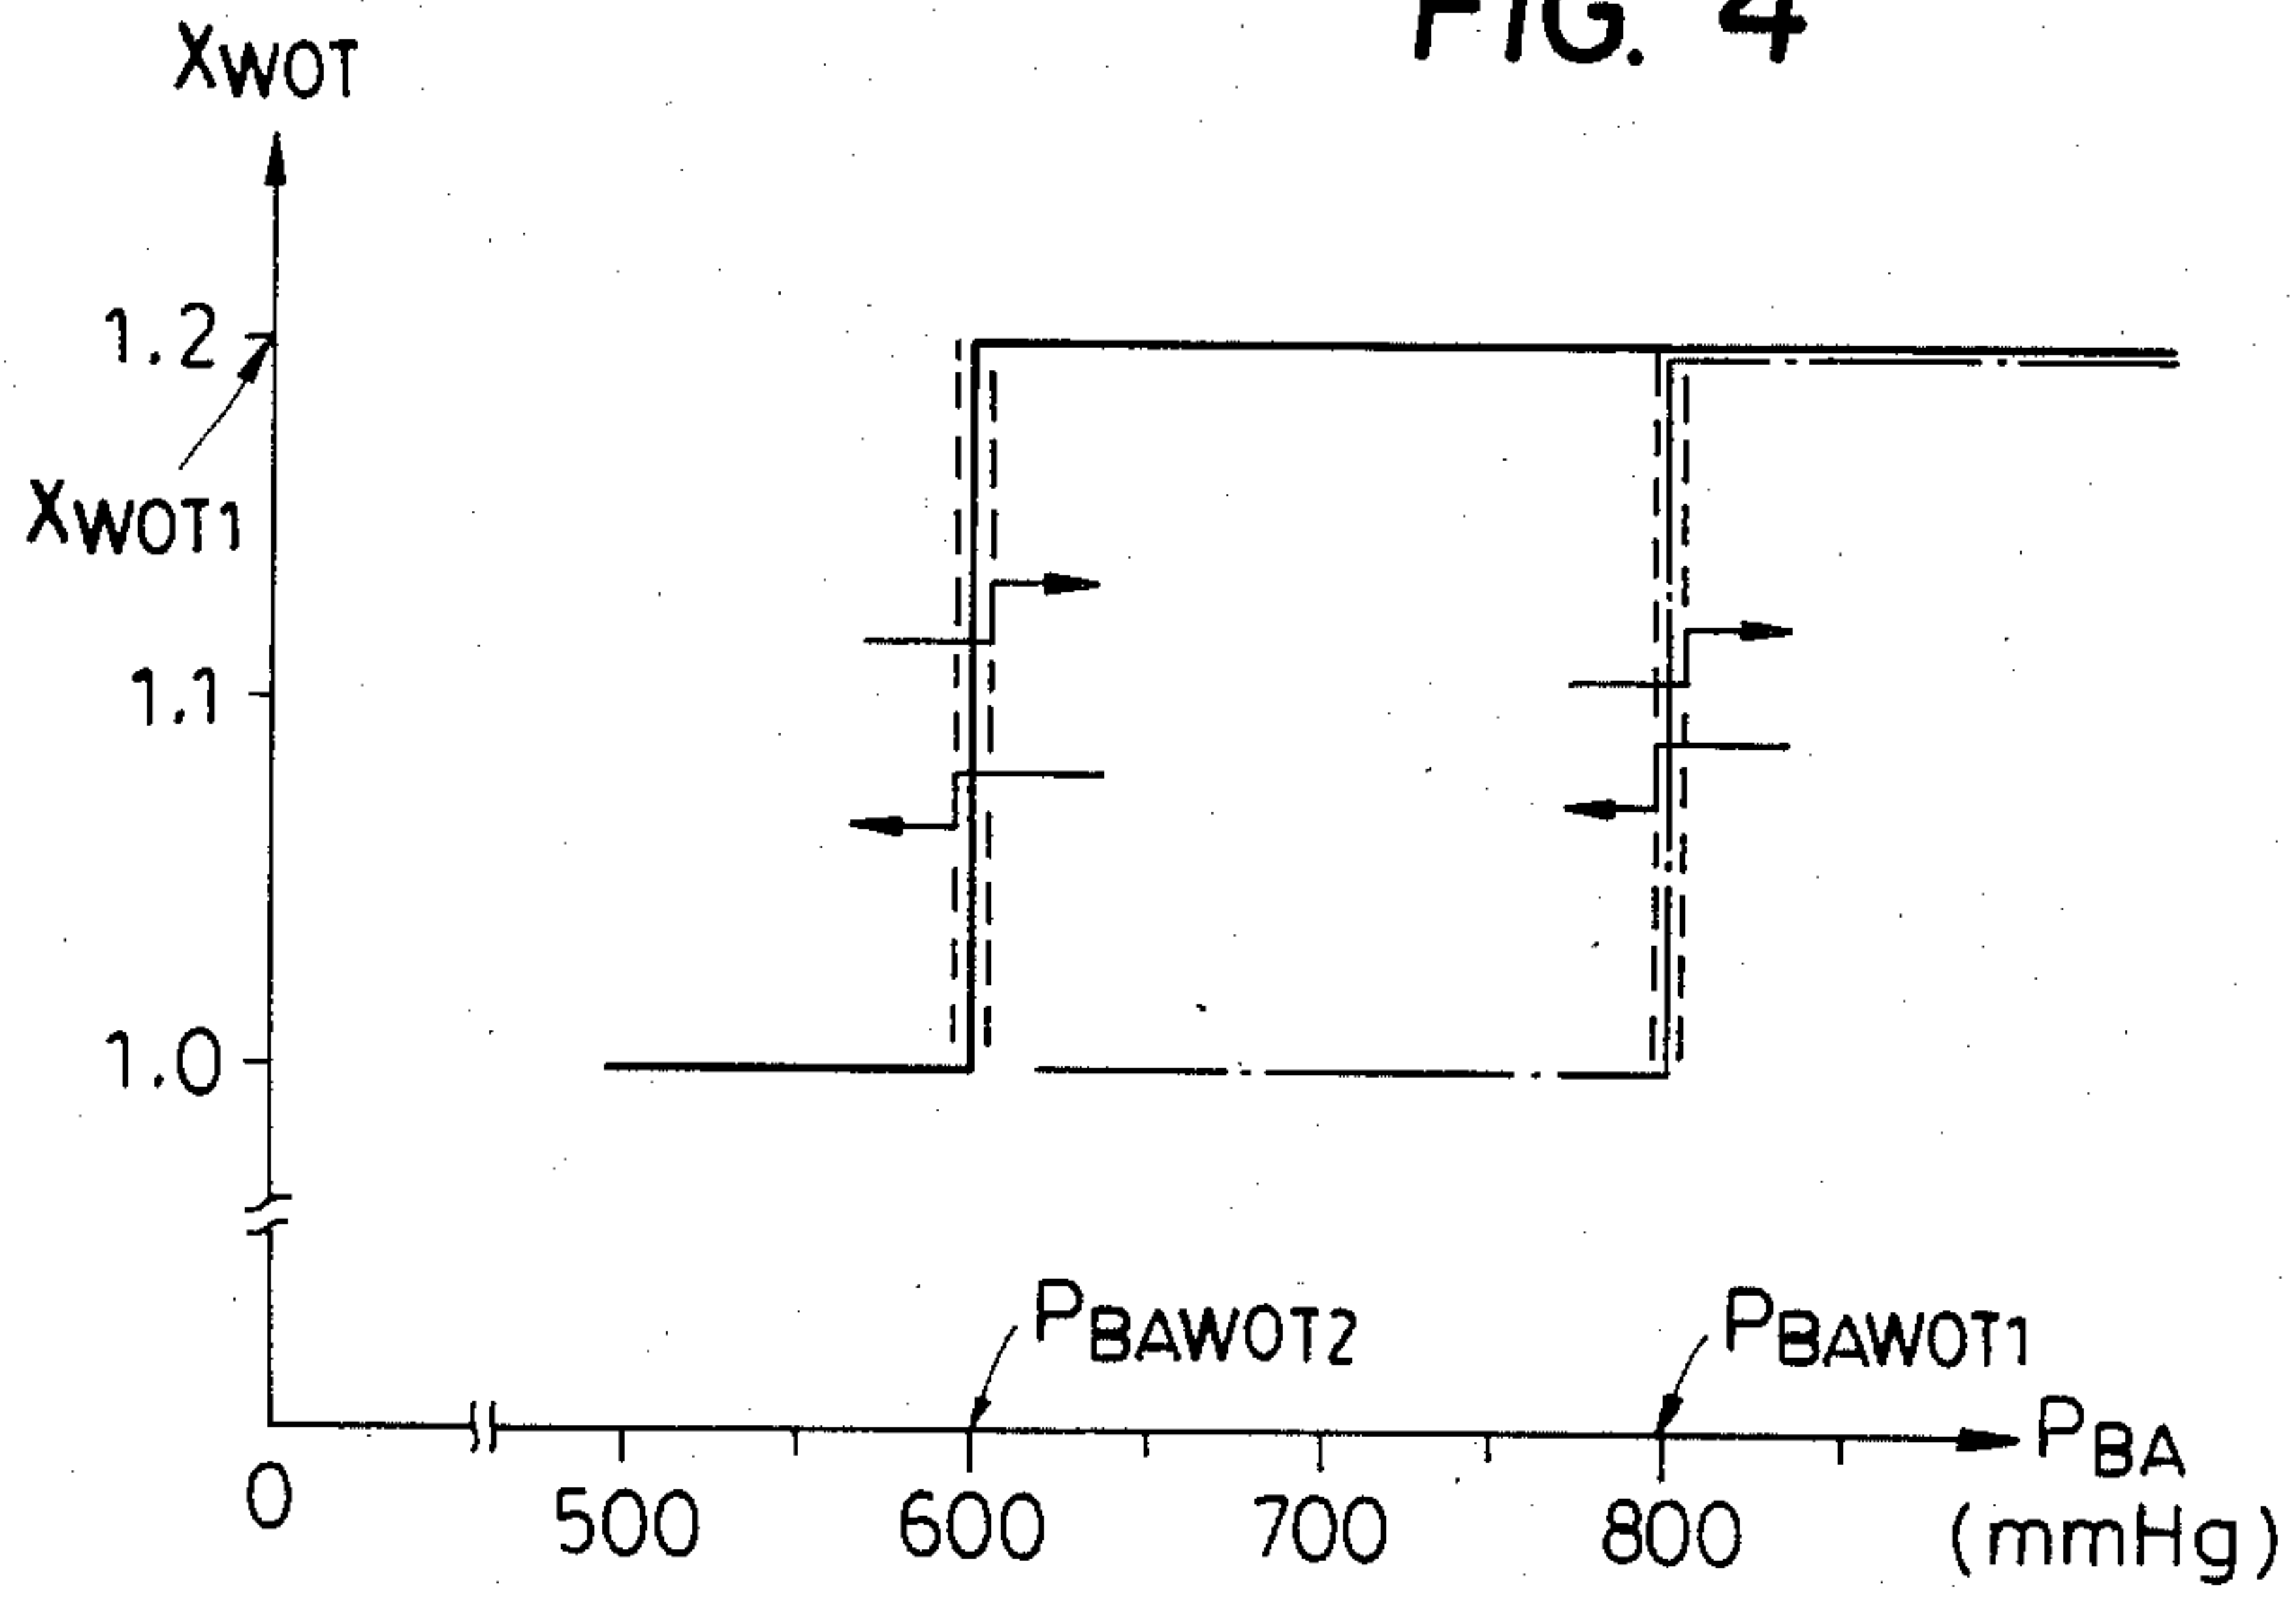 FIG. 4
XWOT
1.2
XWOT1
1.1
1.0
PBAWOT2
PBAWOT1
PBA
0
500
600
700
800
(mmHg)